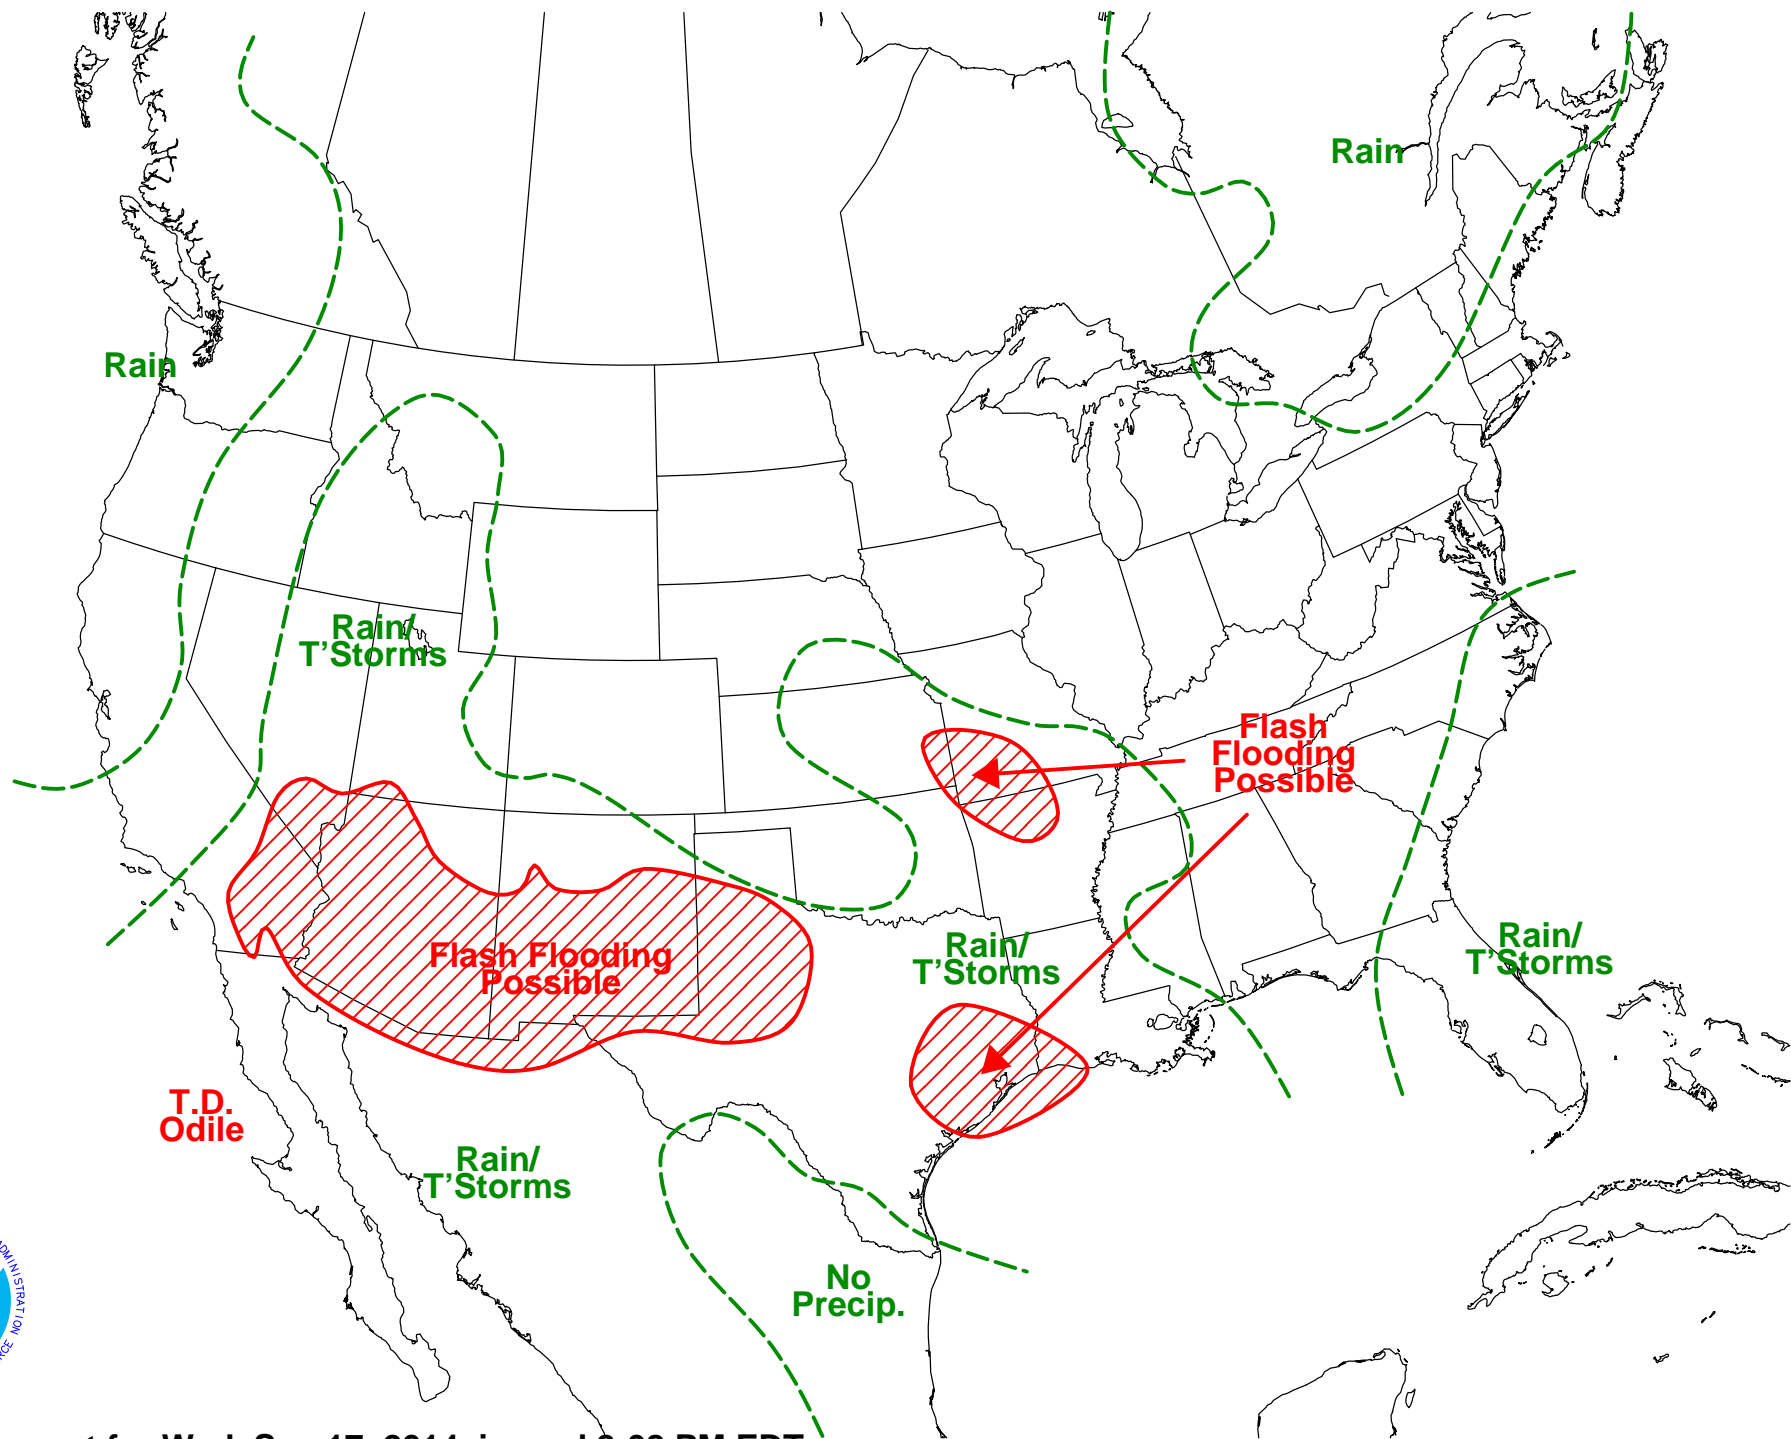 Rain
Rain
Rain/
T'Storms
Flash
Flooding
Possible
Flash Flooding
Possible
Rain/
T'Storms
Rain/
T'Storms
T.D.
Odile
Rain/
T'Storms
No
Precip.
ADMINISTRATION